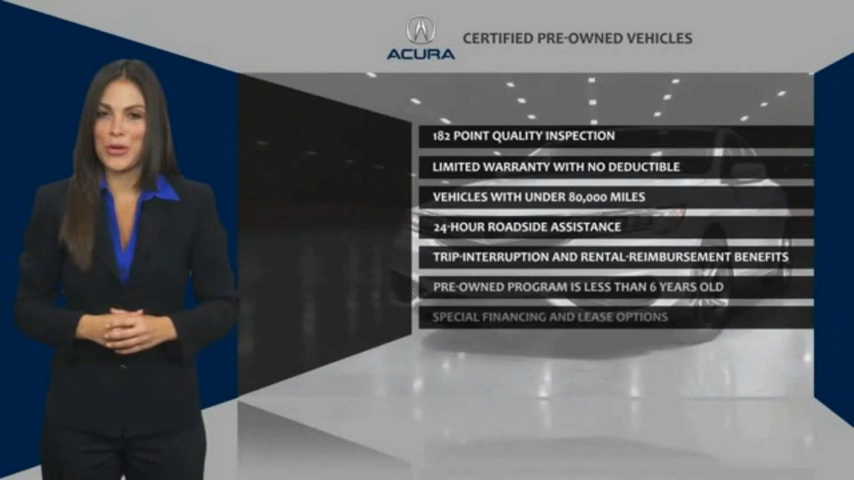 ACURA
CERTIFIED PRE-OWNED VEHICLES
182 POINT QUALITY INSPECTION
LIMITED WARRANTY WITH NO DEDUCTIBLE
VEHICLES WITH UNDER 80,000 MILES
24-HOUR ROADSIDE ASSISTANCE
TRIP-INTERRUPTION AND RENTAL-REIMBURSEMENT BENEFITS
PRE-OWNED PROGRAM IS LESS THAN 6 YEARS OLD
SPECIAL FINANCING AND LEASE OPTIONS